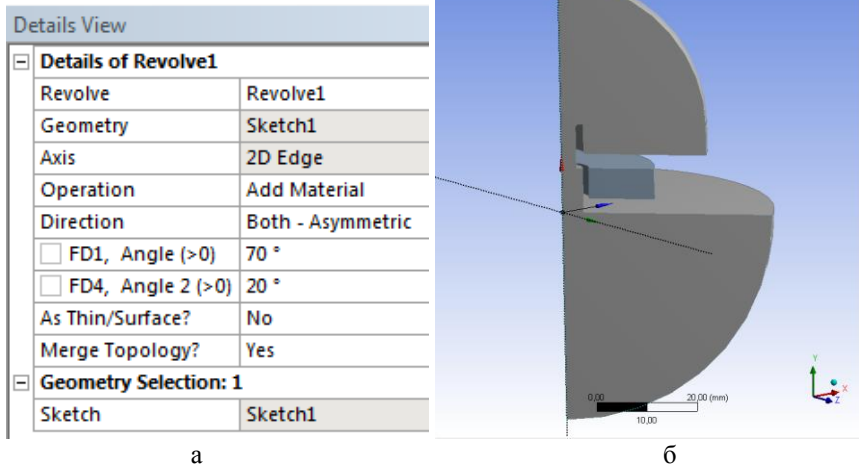 Details View
Details of Revolve1
Revolve Revolve1
Geometry Sketch1
Axis 2D Edge
Operation Add Material
Direction Both - Asymmetric
FD1, Angle (>0) 70 °
FD4, Angle 2 (>0) 20 °
As Thin/Surface? No
Merge Topology? Yes
Geometry Selection: 1
Sketch Sketch1
0,00 20,00 (mm)
10,00
Y
X
Z
а б